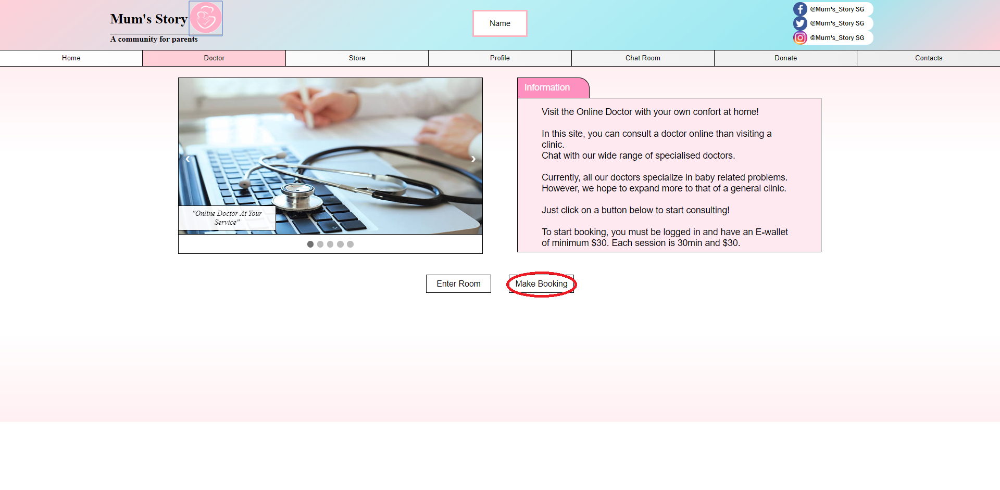 Mum's Story
A community for parents
Name
@Mum's_Story SG
@Mum's_Story SG
@Mum's_Story SG
Home
Doctor
Store
Profile
Chat Room
Donate
Contacts
"Online Doctor At Your
Service"
Information
Visit the Online Doctor with your own confort at home!
In this site, you can consult a doctor online than visiting a
clinic.
Chat with our wide range of specialised doctors.
Currently, all our doctors specialize in baby related problems.
However, we hope to expand more to that of a general clinic.
Just click on a button below to start consulting!
To start booking, you must be logged in and have an E-wallet
of minimum $30. Each session is 30min and $30.
Enter Room
Make Booking